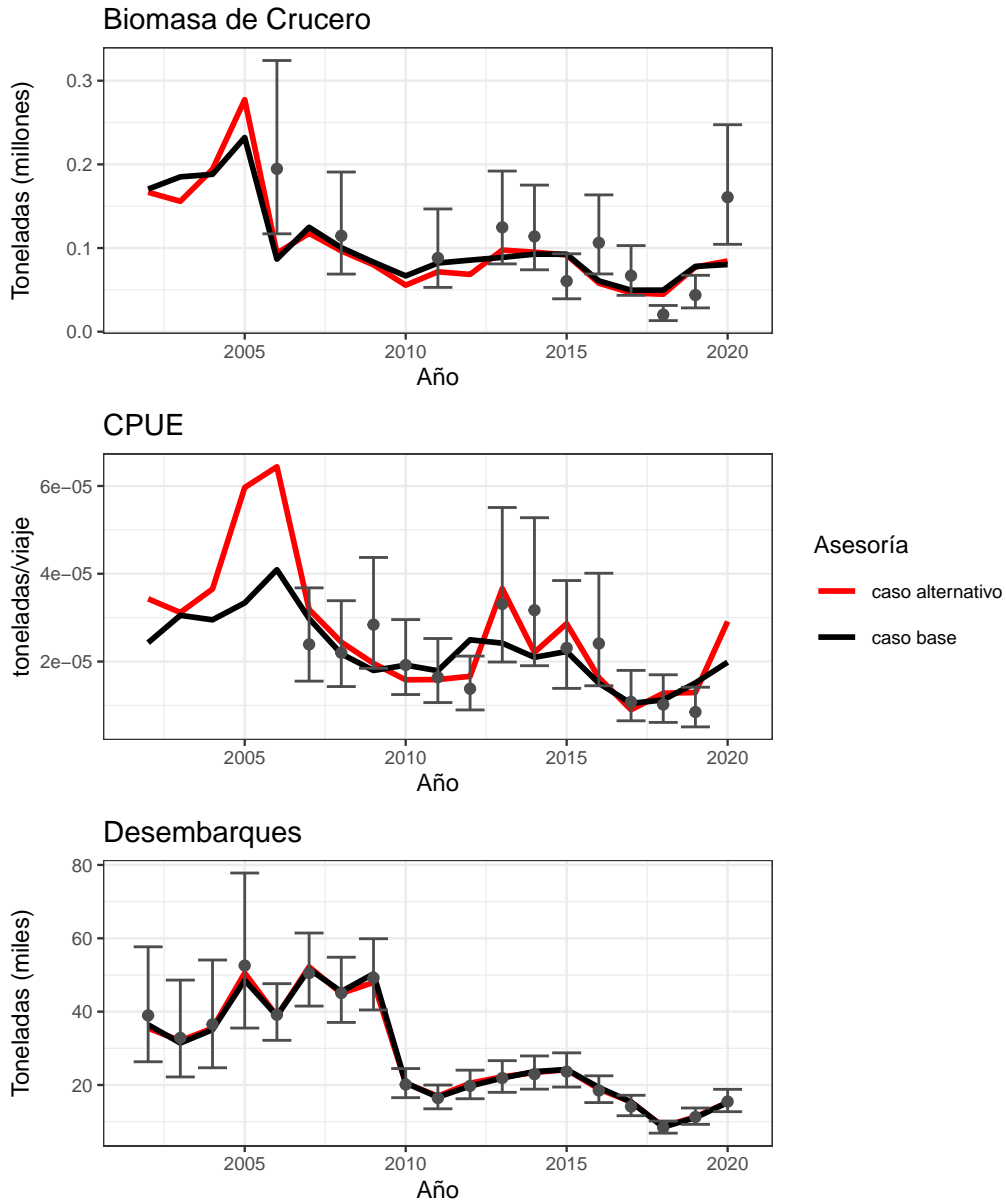 Biomasa de Crucero
Toneladas (millones)
0.3
0.2
0.1
0.0
2005 2010 2015 2020
Año
CPUE
toneladas/viaje
6e−05
4e−05
2e−05
2005 2010 2015 2020
Año
Asesoría
caso alternativo
caso base
Desembarques
Toneladas (miles)
80
60
40
20
2005 2010 2015 2020
Año